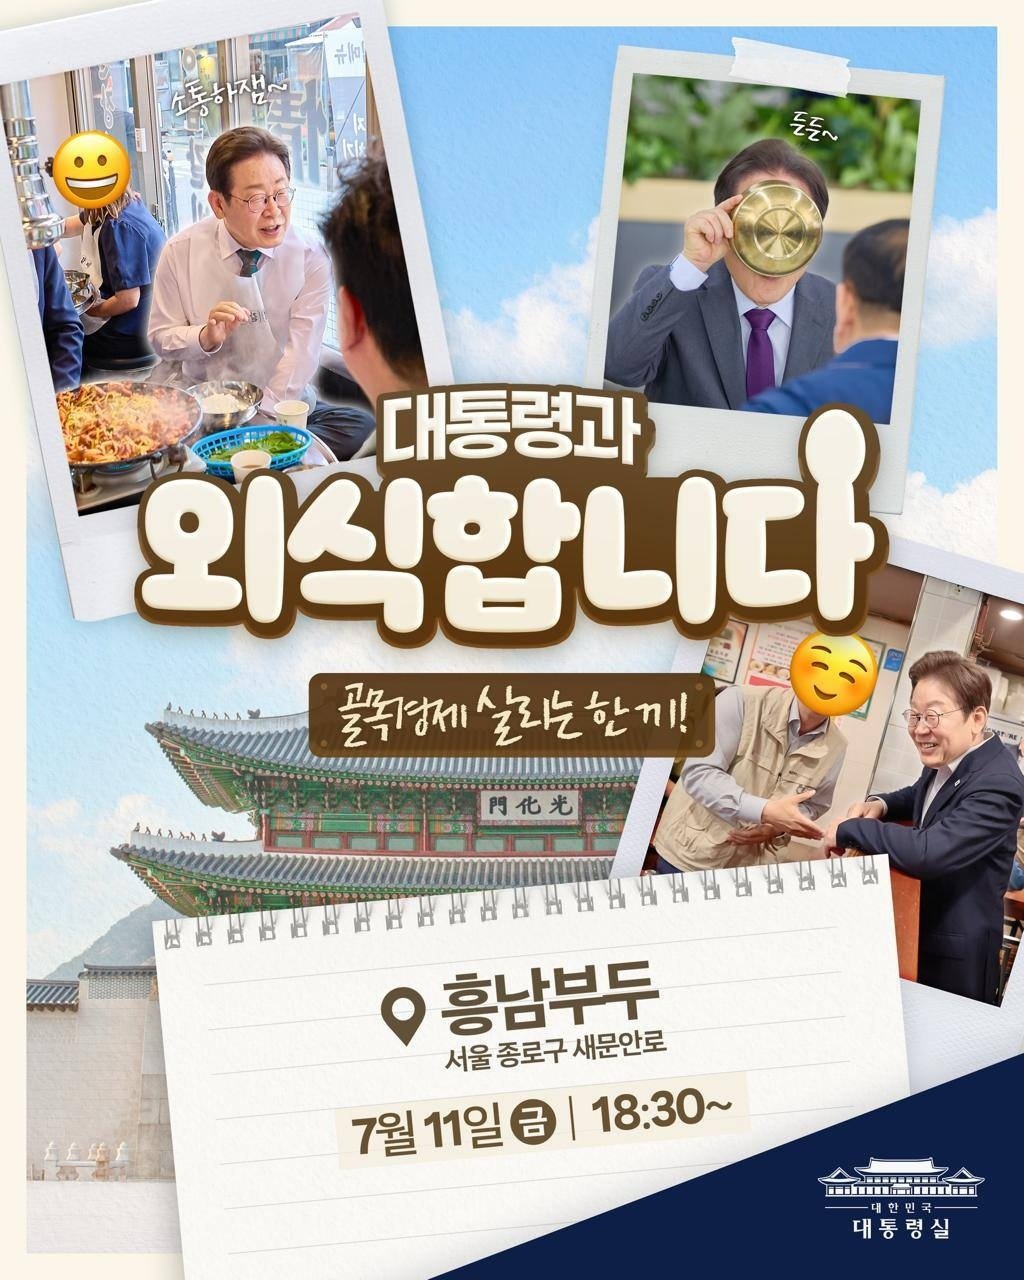 소통하잼~
든든~
대통령과
외식합니다
골목경제 살리는 한 끼!
門化光
흥남부두
서울 종로구 새문안로
7월 11일 금 | 18:30~
대한민국
대통령실